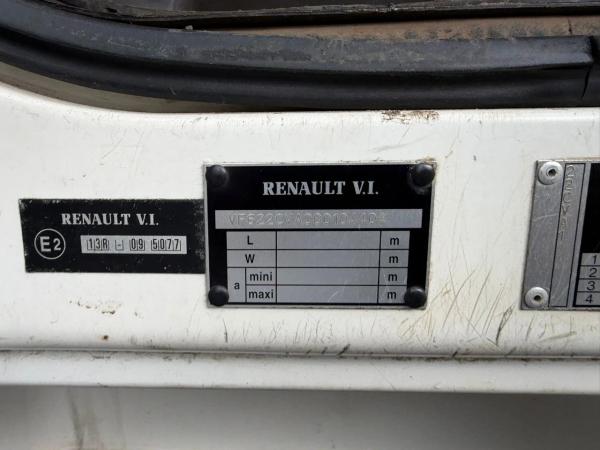 RENAULT V.I.
E2 13R - 09 5077
RENAULT V.I.
L m
W m
a mini m
maxi m
1
2
3
4